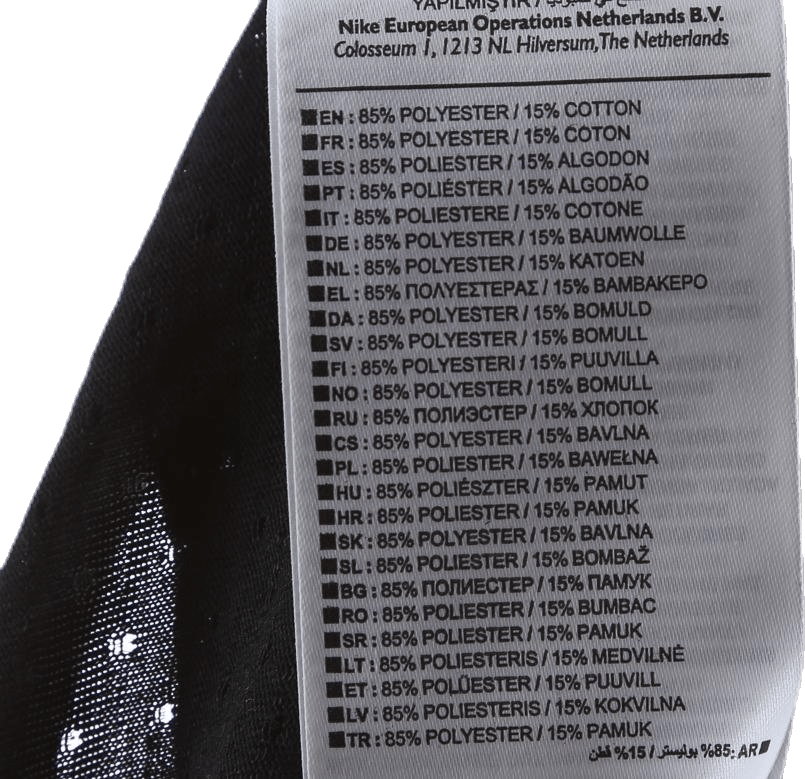 YAPILMIŞTIR /
Nike European Operations Netherlands B.V.
Colosseum 1, 1213 NL Hilversum,The Netherlands
EN : 85% POLYESTER / 15% COTTON
FR : 85% POLYESTER / 15% COTON
ES : 85% POLIESTER / 15% ALGODON
PT : 85% POLIÉSTER / 15% ALGODÃO
IT : 85% POLIESTERE / 15% COTONE
DE : 85% POLYESTER / 15% BAUMWOLLE
NL : 85% POLYESTER / 15% KATOEN
EL : 85% ΠΟΛΥΕΣΤΕΡΑΣ / 15% ΒΑΜΒΑΚΕΡΟ
DA : 85% POLYESTER / 15% BOMULD
SV : 85% POLYESTER / 15% BOMULL
FI : 85% POLYESTERI / 15% PUUVILLA
NO : 85% POLYESTER / 15% BOMULL
RU : 85% ПОЛИЭСТЕР / 15% ХЛОПОК
CS : 85% POLYESTER / 15% BAVLNA
PL : 85% POLIESTER / 15% BAWEŁNA
HU : 85% POLIÉSZTER / 15% PAMUT
HR : 85% POLIESTER / 15% PAMUK
SK : 85% POLYESTER / 15% BAVLNA
SL : 85% POLIESTER / 15% BOMBAŽ
BG : 85% ПОЛИЕСТЕР / 15% ПАМУК
RO : 85% POLIESTER / 15% BUMBAC
SR : 85% POLIESTER / 15% PAMUK
LT : 85% POLIESTERIS / 15% MEDVILNĖ
ET : 85% POLÜESTER / 15% PUUVILL
LV : 85% POLIESTERIS / 15% KOKVILNA
TR : 85% POLYESTER / 15% PAMUK
AR :85% بوليستر / 15% قطن